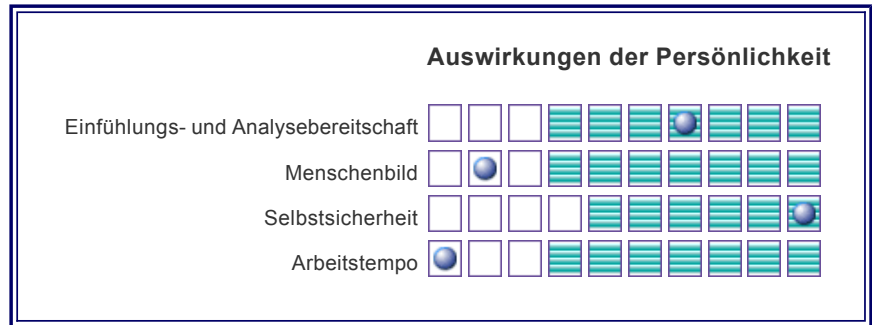 Auswirkungen der Persönlichkeit
Einfühlungs- und Analysebereitschaft
Menschenbild
Selbstsicherheit
Arbeitstempo